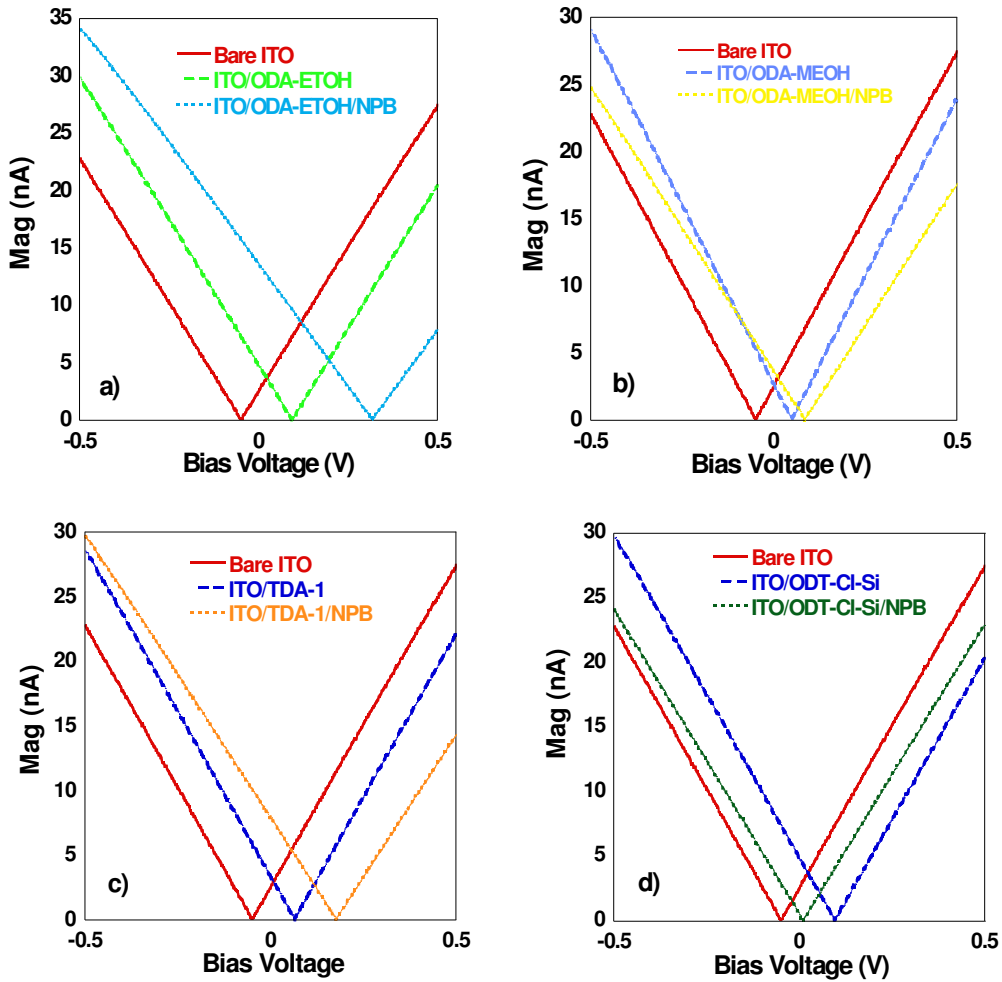 35
30
25
20
15
10
5
0
Mag (nA)
Bare ITO
ITO/ODA-ETOH
ITO/ODA-ETOH/NPB
a)
-0.5
0
0.5
Bias Voltage (V)
30
25
20
15
10
5
0
Mag (nA)
Bare ITO
ITO/ODA-MEOH
ITO/ODA-MEOH/NPB
b)
-0.5
0
0.5
Bias Voltage (V)
30
25
20
15
10
5
0
Mag (nA)
Bare ITO
ITO/TDA-1
ITO/TDA-1/NPB
c)
-0.5
0
0.5
Bias Voltage
30
25
20
15
10
5
0
Mag (nA)
Bare ITO
ITO/ODT-Cl-Si
ITO/ODT-Cl-Si/NPB
d)
-0.5
0
0.5
Bias Voltage (V)